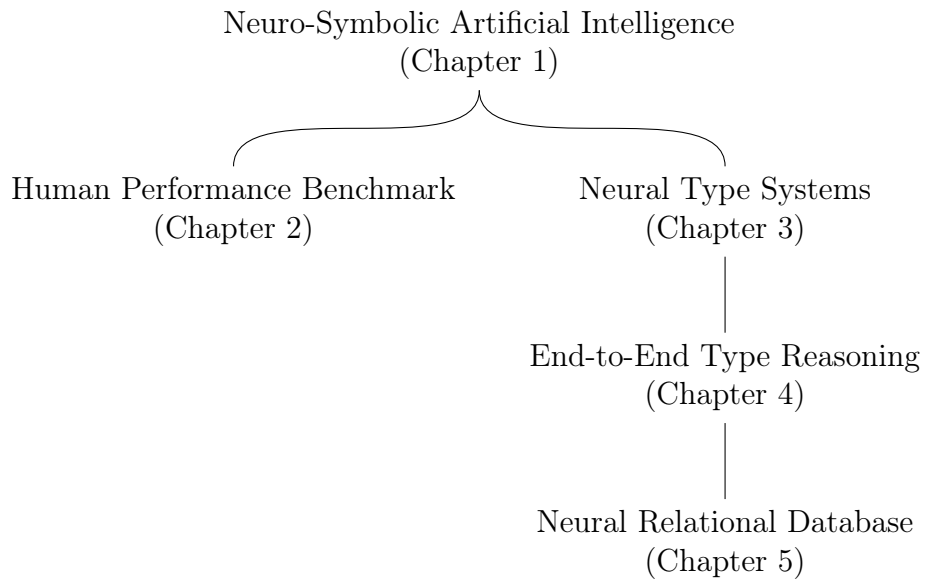 Neuro-Symbolic Artificial Intelligence
(Chapter 1)
Human Performance Benchmark
(Chapter 2)
Neural Type Systems
(Chapter 3)
End-to-End Type Reasoning
(Chapter 4)
Neural Relational Database
(Chapter 5)